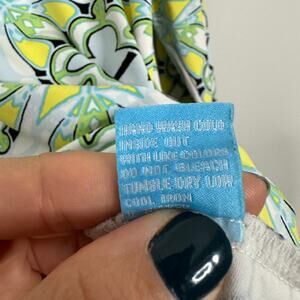 HAND WASH COLD
INSIDE OUT
WITH LIKE COLORS
DO NOT BLEACH
TUMBLE DRY LOW
COOL IRON